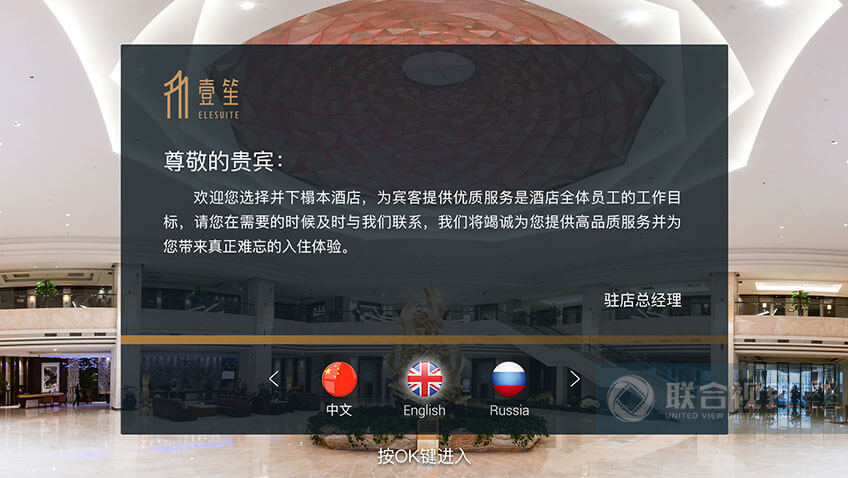 壹笙
ELESUITE
尊敬的贵宾：
欢迎您选择并下榻本酒店，为宾客提供优质服务是酒店全体员工的工作目
标，请您在需要的时候及时与我们联系，我们将竭诚为您提供高品质服务并为
您带来真正难忘的入住体验。
驻店总经理
中文
English
Russia
联合视
UNITED VIEW DIGITAL
按OK键进入